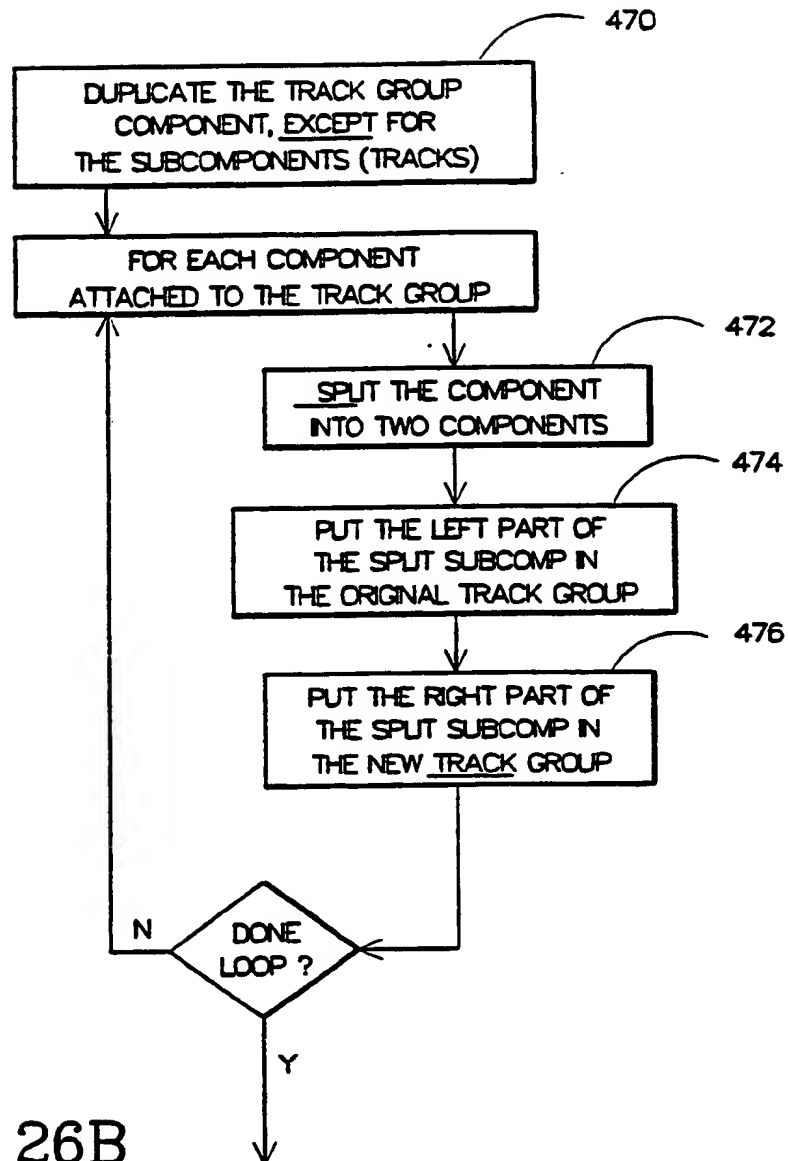 470
DUPLICATE THE TRACK GROUP
COMPONENT, EXCEPT FOR
THE SUBCOMPONENTS (TRACKS)
FOR EACH COMPONENT
ATTACHED TO THE TRACK GROUP
472
SPLIT THE COMPONENT
INTO TWO COMPONENTS
474
PUT THE LEFT PART OF
THE SPLIT SUBCOMP IN
THE ORIGINAL TRACK GROUP
476
PUT THE RIGHT PART OF
THE SPLIT SUBCOMP IN
THE NEW TRACK GROUP
N
DONE
LOOP ?
Y
26B